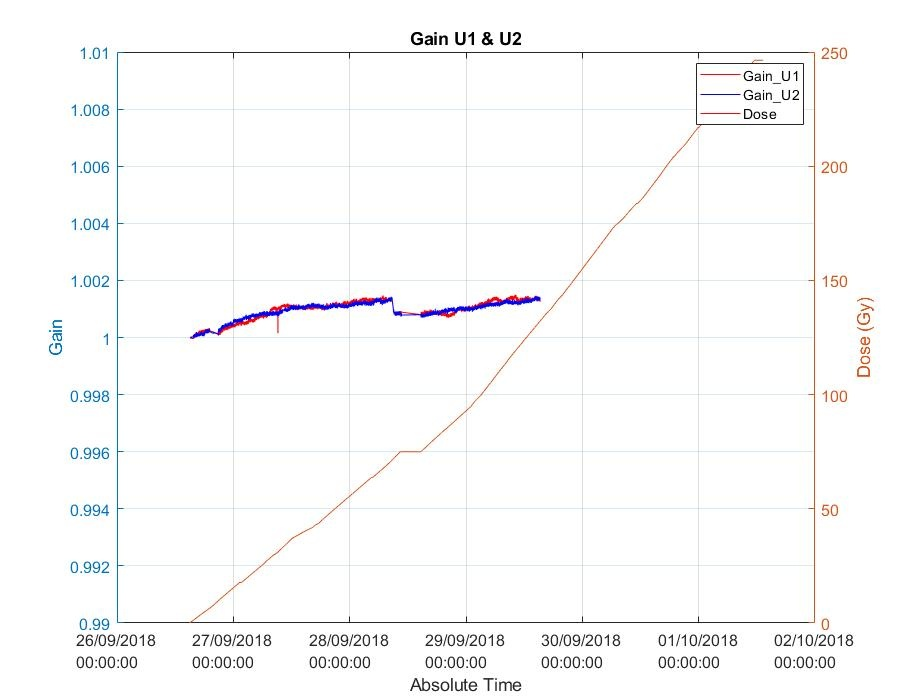 Gain U1 & U2
1.01
1.008
1.006
1.004
1.002
1
0.998
0.996
0.994
0.992
0.99
Gain
250
200
150
100
50
0
Dose (Gy)
Gain_U1
Gain_U2
Dose
26/09/2018 27/09/2018 28/09/2018 29/09/2018 30/09/2018 01/10/2018 02/10/2018
00:00:00 00:00:00 00:00:00 00:00:00 00:00:00 00:00:00 00:00:00
Absolute Time